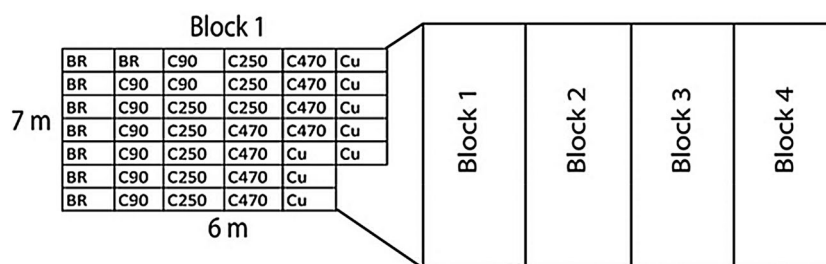 Block 1
BR BR C90 C250 C470 Cu
BR C90 C90 C250 C470 Cu
BR C90 C250 C250 C470 Cu
7 m
BR C90 C250 C470 C470 Cu
BR C90 C250 C470 Cu Cu
BR C90 C250 C470 Cu
BR C90 C250 C470 Cu
6 m
Block 1
Block 2
Block 3
Block 4